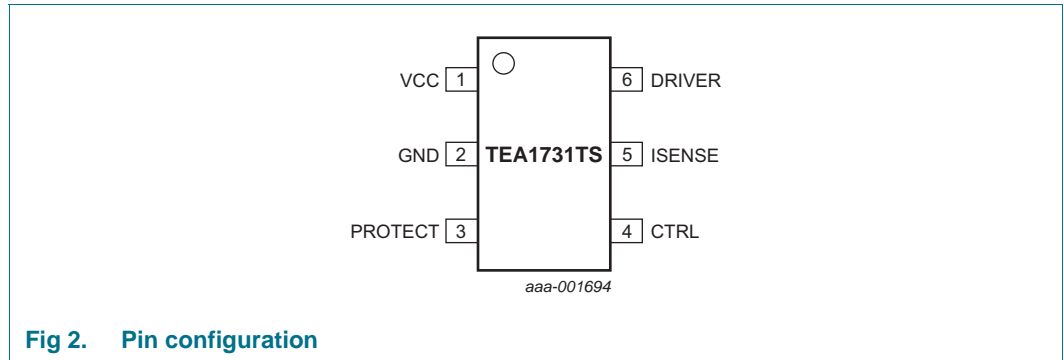 VCC 1 6 DRIVER
GND 2 TEA1731TS 5 ISENSE
PROTECT 3 4 CTRL
aaa-001694
Fig 2. Pin configuration